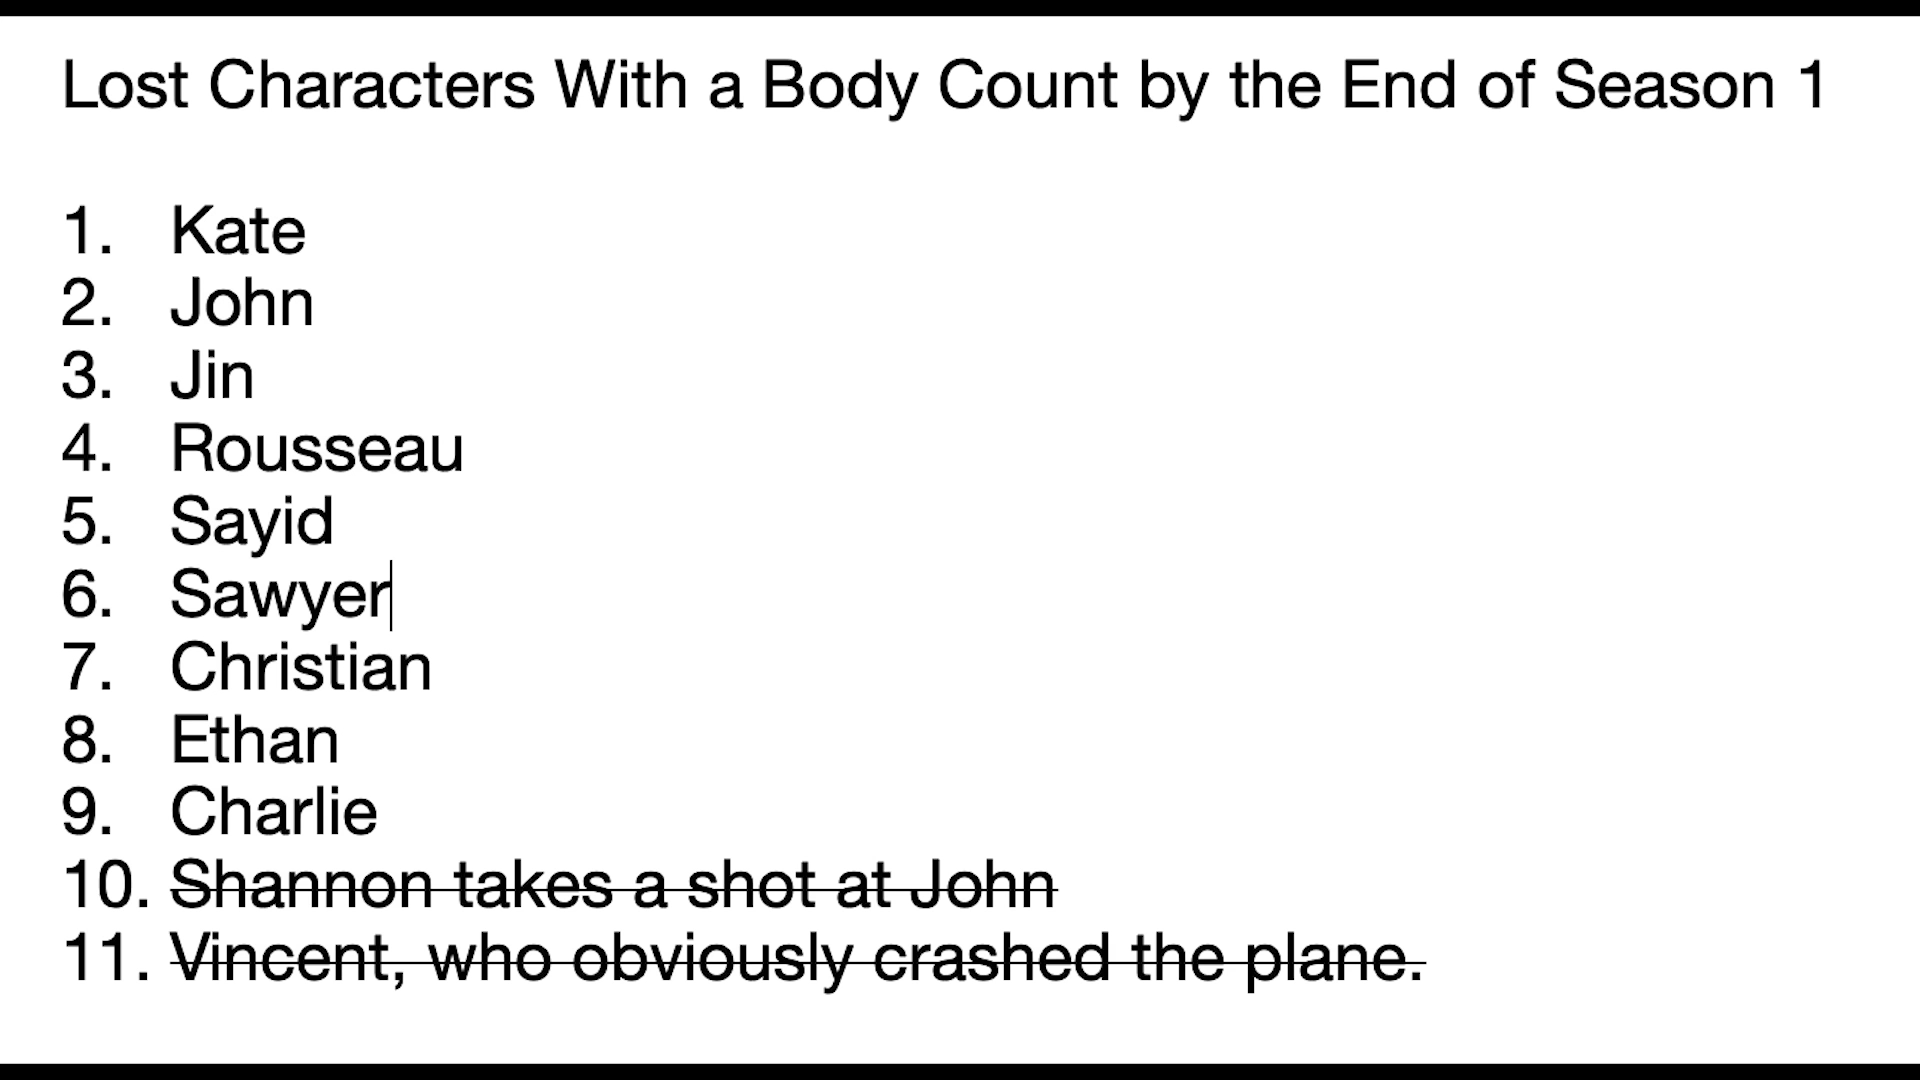 Lost Characters With a Body Count by the End of Season 1
1. Kate
2. John
3. Jin
4. Rousseau
5. Sayid
6. Sawyer
7. Christian
8. Ethan
9. Charlie
10. Shannon takes a shot at John
11. Vincent, who obviously crashed the plane.